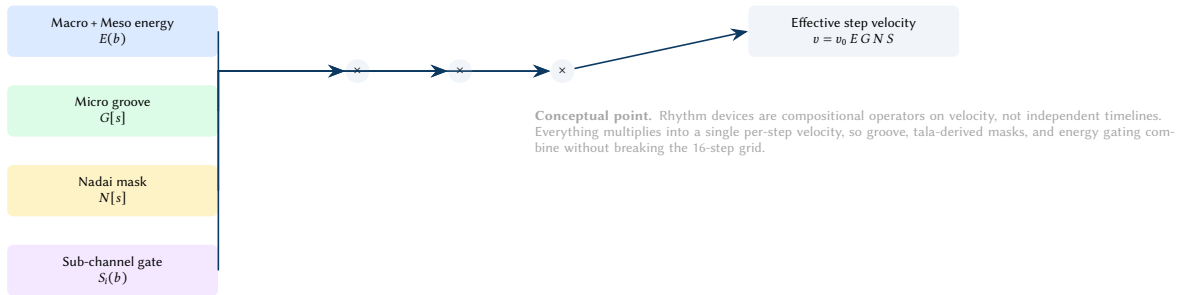 Macro + Meso energy
E(b)
Effective step velocity
v = v₀ E G N S
× × ×
Micro groove
G[s]
Conceptual point. Rhythm devices are compositional operators on velocity, not independent timelines.
Everything multiplies into a single per-step velocity, so groove, tala-derived masks, and energy gating com-
bine without breaking the 16-step grid.
Nadai mask
N[s]
Sub-channel gate
Sᵢ(b)